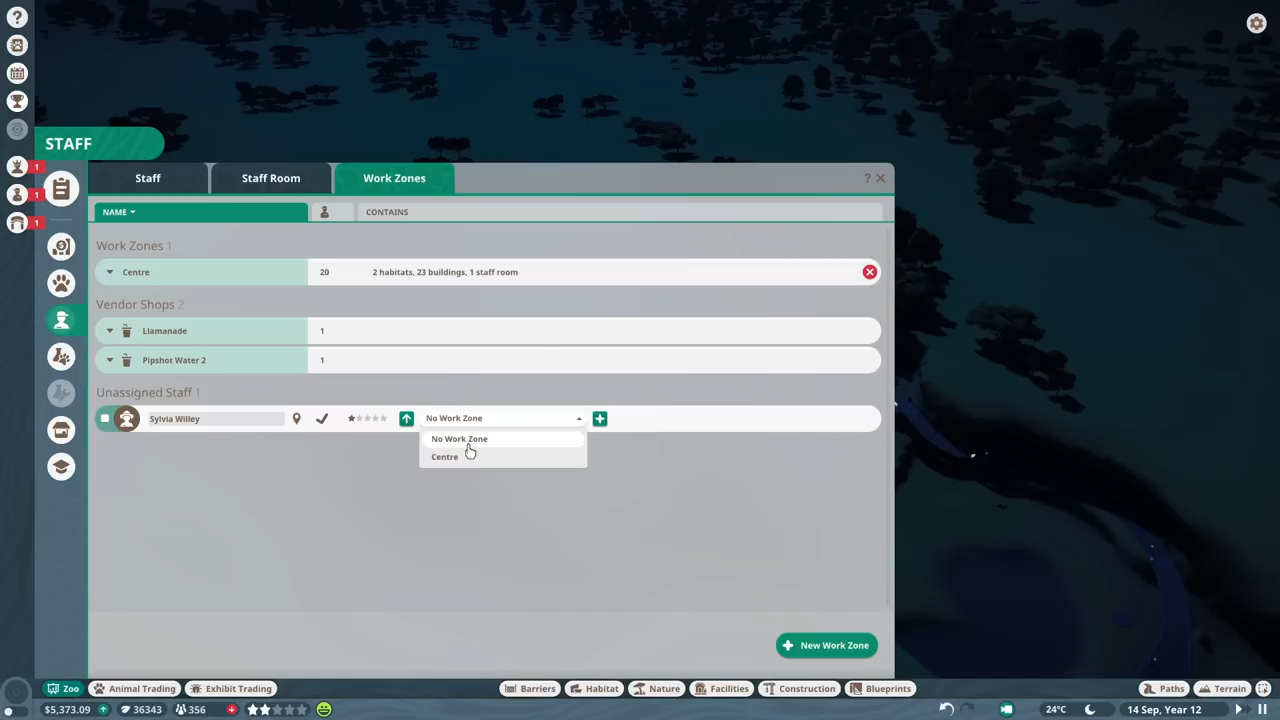 STAFF
1
1
1
Staff
Staff Room
Work Zones
?
NAME
CONTAINS
Work Zones 1
Centre 20 2 habitats, 23 buildings, 1 staff room
Vendor Shops 2
Llamanade 1
Pipshot Water 2 1
Unassigned Staff 1
Sylvia Willey No Work Zone
No Work Zone
Centre
New Work Zone
Zoo Animal Trading Exhibit Trading Barriers Habitat Nature Facilities Construction Blueprints Paths Terrain
$5,373.09 36343 356 24°C 14 Sep, Year 12